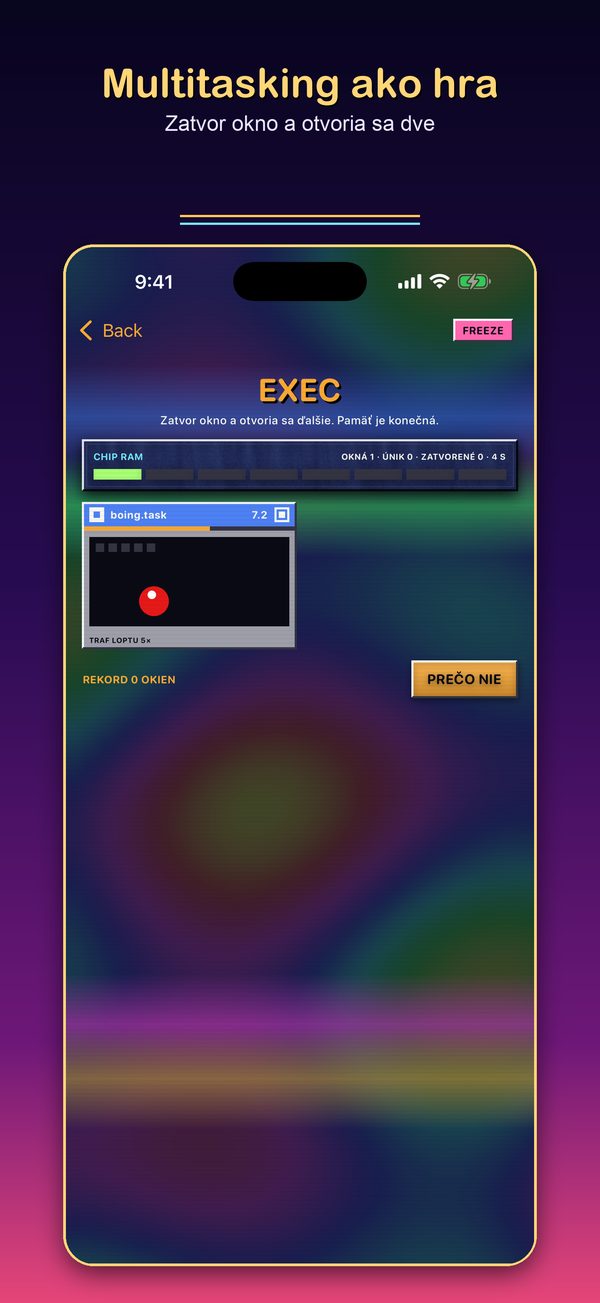 Multitasking ako hra
Zatvor okno a otvoria sa dve
9:41
Back
FREEZE
EXEC
Zatvor okno a otvoria sa ďalšie. Pamäť je konečná.
CHIP RAM
OKNÁ 1 · ÚNIK 0 · ZATVORENÉ 0 · 4 S
boing.task
7.2
TRAF LOPTU 5×
REKORD 0 OKIEN
PREČO NIE